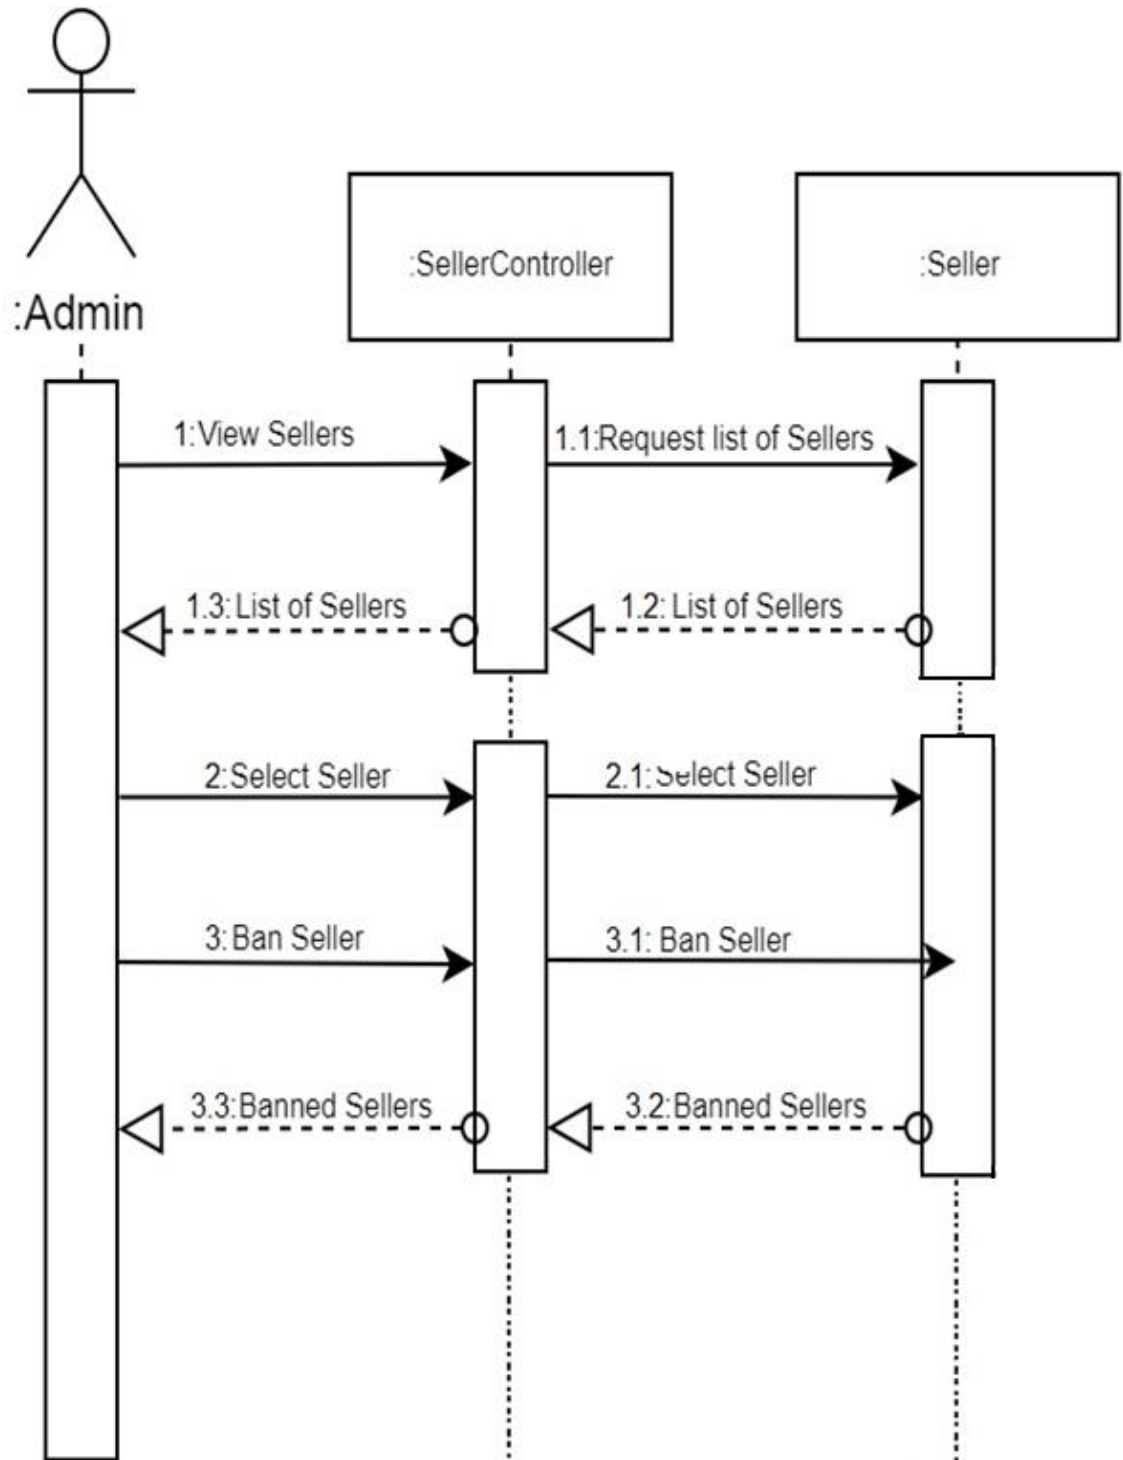 :SellerController
:Seller
:Admin
1:View Sellers
1.1:Request list of Sellers
1.3: List of Sellers
1.2: List of Sellers
2:Select Seller
2.1: Select Seller
3: Ban Seller
3.1: Ban Seller
3.3:Banned Sellers
3.2:Banned Sellers